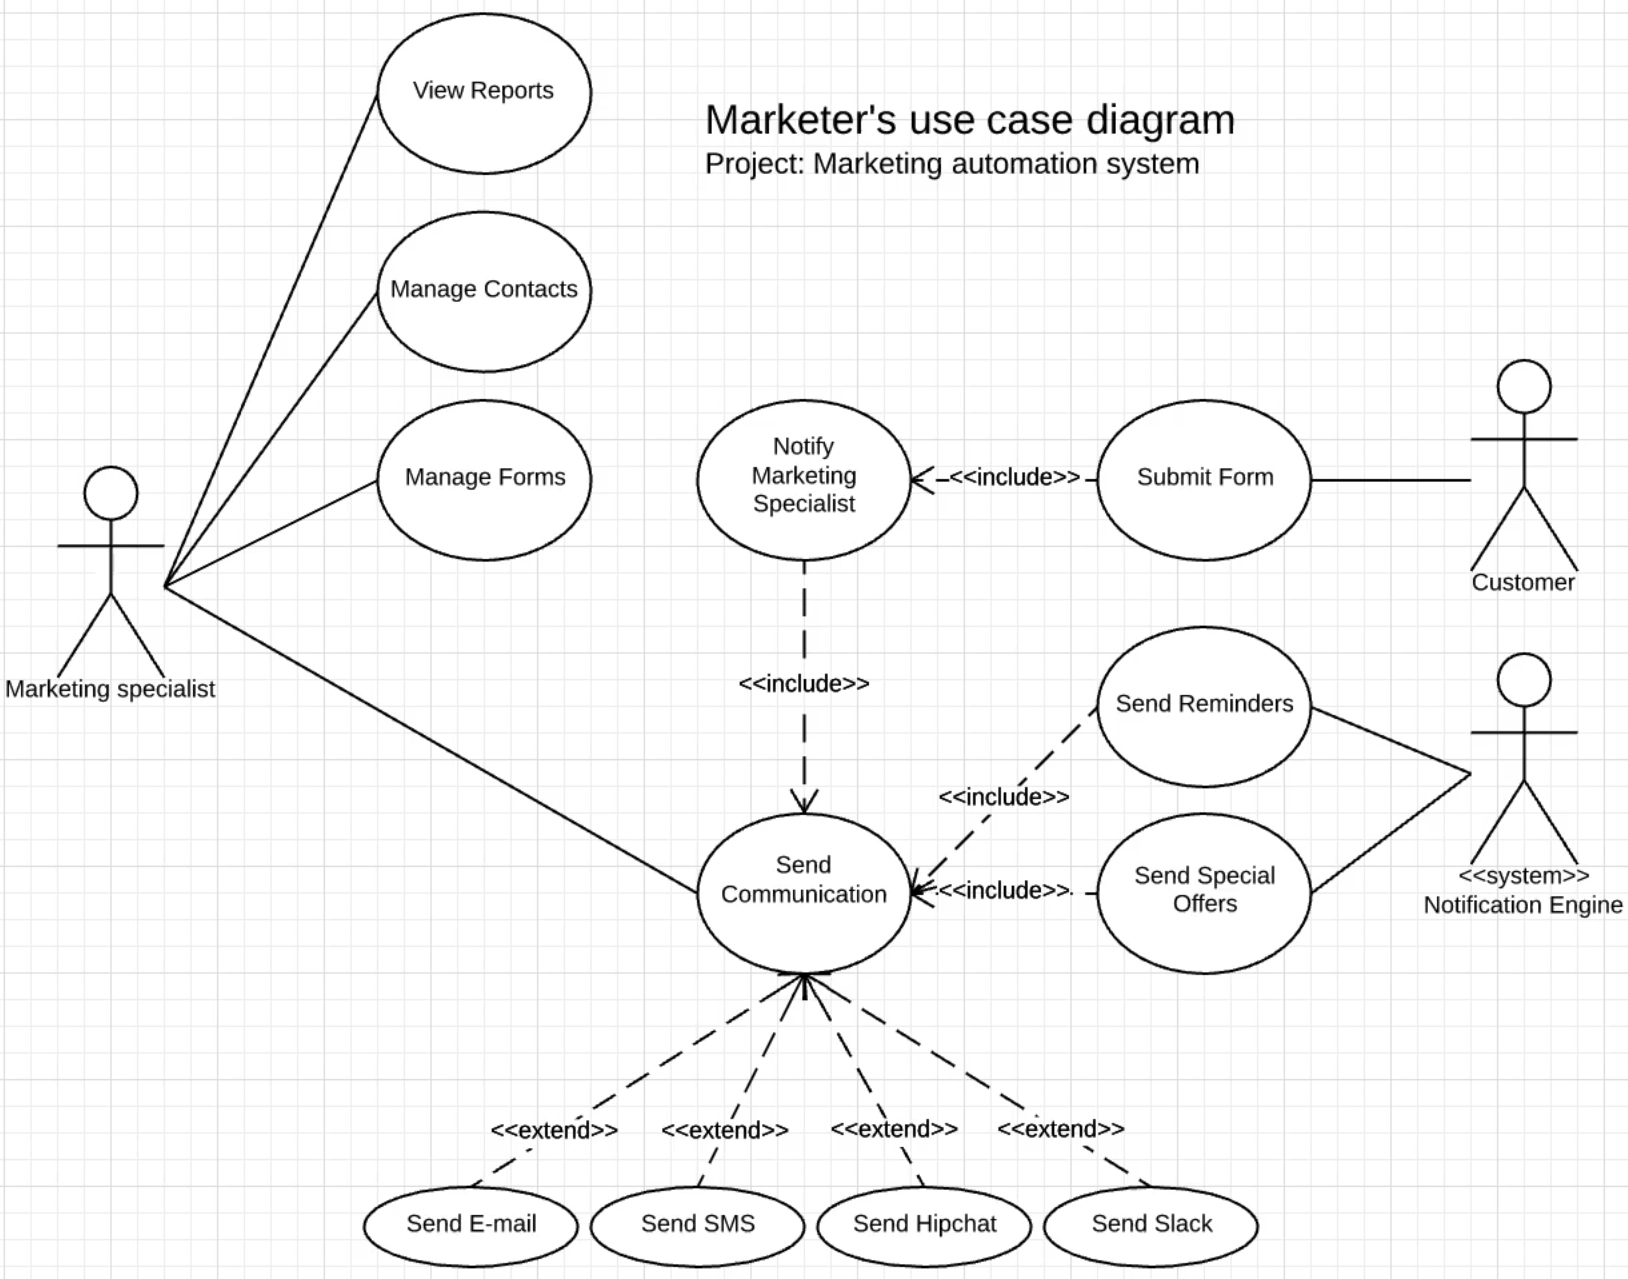 View Reports
Marketer's use case diagram
Project: Marketing automation system
Manage Contacts
Manage Forms
Notify
Marketing
Specialist
<<include>>
Submit Form
Customer
Marketing specialist
<<include>>
Send Reminders
<<include>>
Send
Communication
<<include>>
Send Special
Offers
<<system>>
Notification Engine
<<extend>>
<<extend>>
<<extend>>
<<extend>>
Send E-mail
Send SMS
Send Hipchat
Send Slack